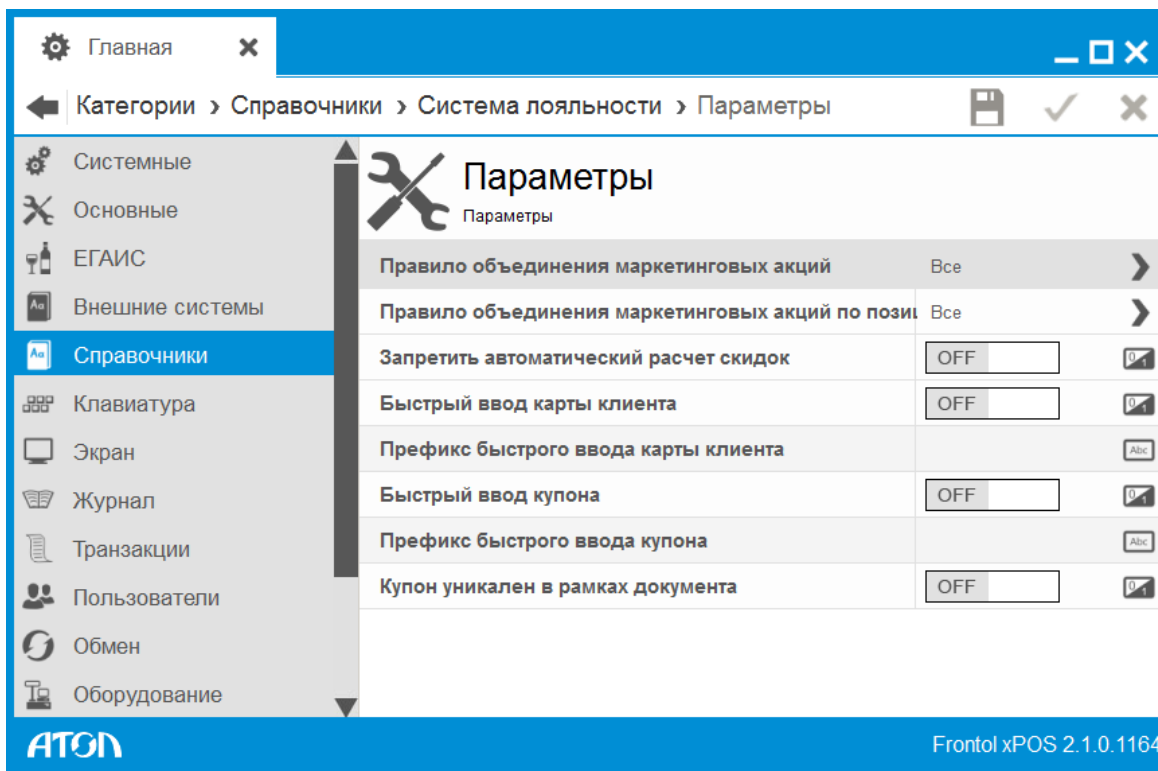 Главная
Категории › Справочники › Система лояльности › Параметры
Системные
Основные
ЕГАИС
Внешние системы
Справочники
Клавиатура
Экран
Журнал
Транзакции
Пользователи
Обмен
Оборудование
Параметры
Параметры
Правило объединения маркетинговых акций Все
Правило объединения маркетинговых акций по пози Все
Запретить автоматический расчет скидок OFF
Быстрый ввод карты клиента OFF
Префикс быстрого ввода карты клиента Abc
Быстрый ввод купона OFF
Префикс быстрого ввода купона Abc
Купон уникален в рамках документа OFF
ATOL Frontol xPOS 2.1.0.1164